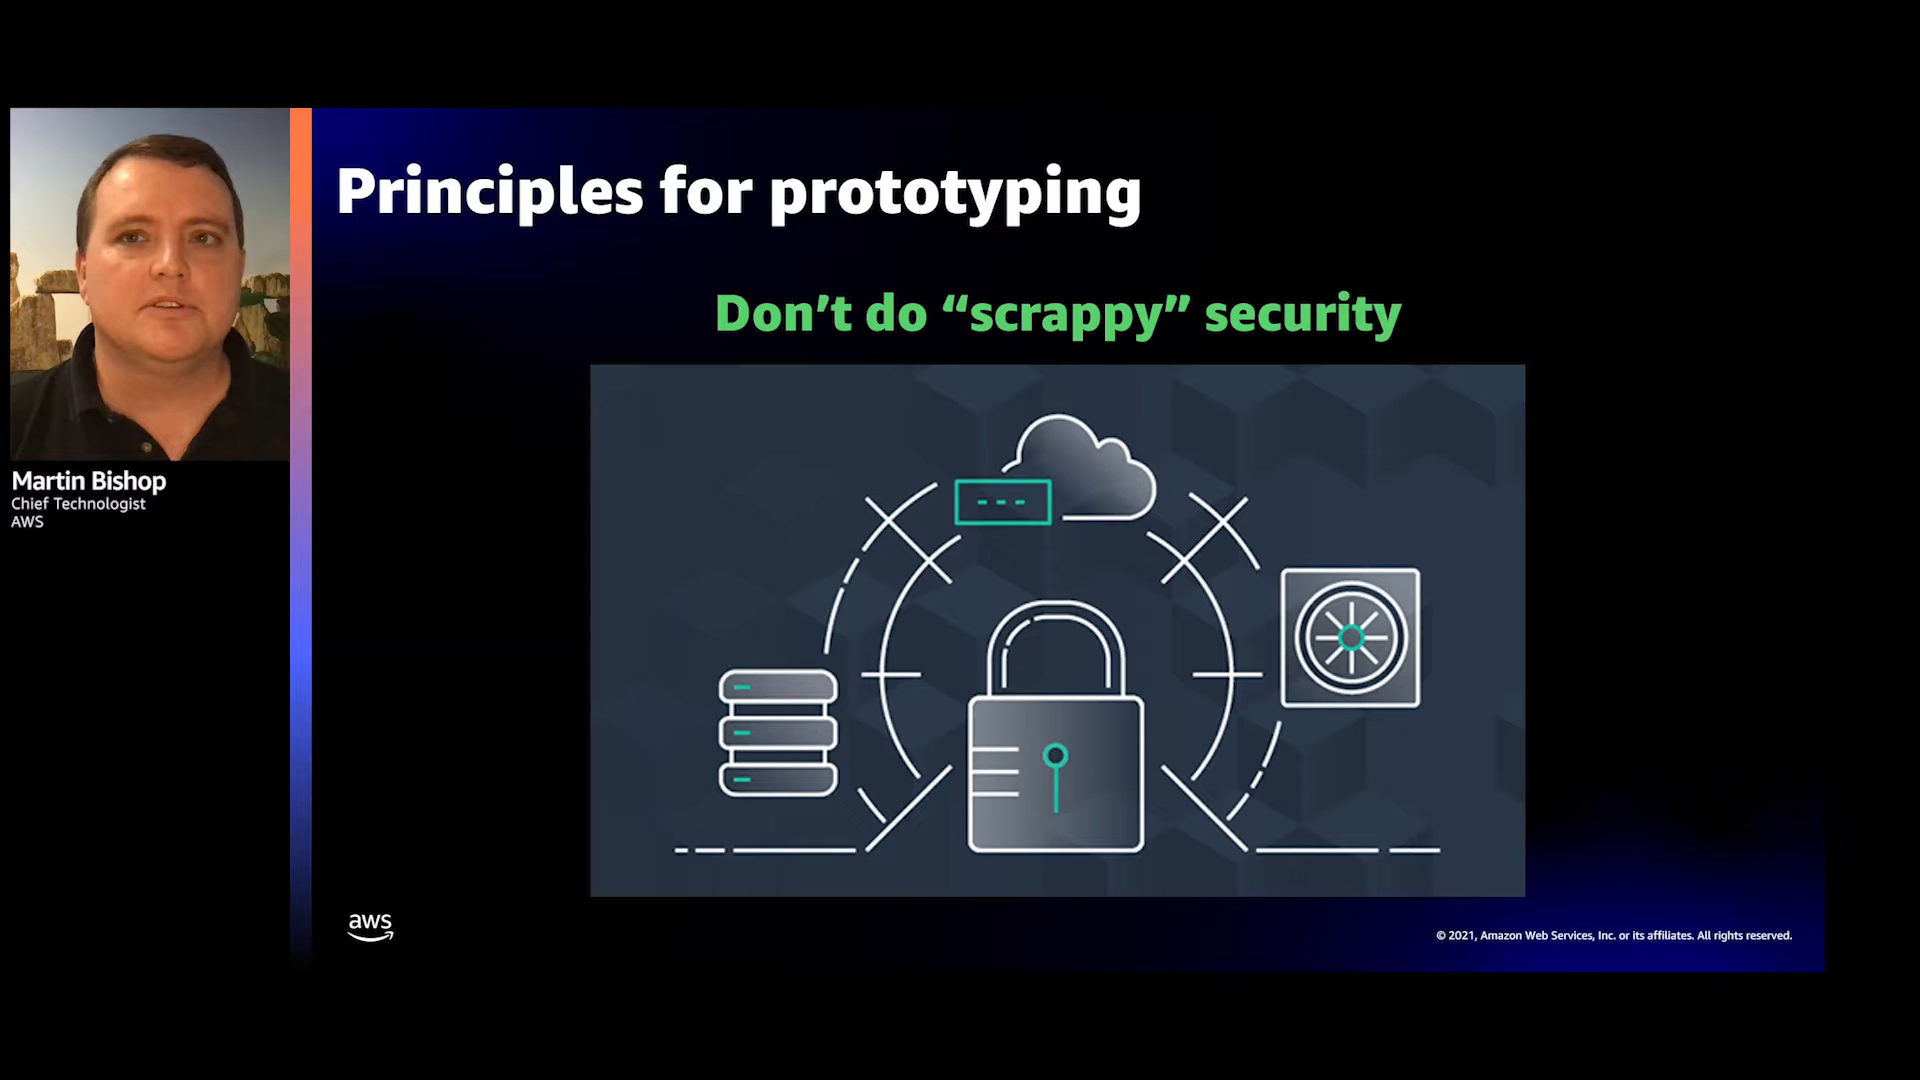 Principles for prototyping
Don’t do “scrappy” security
Martin Bishop
Chief Technologist
AWS
aws
© 2021, Amazon Web Services, Inc. or its affiliates. All rights reserved.